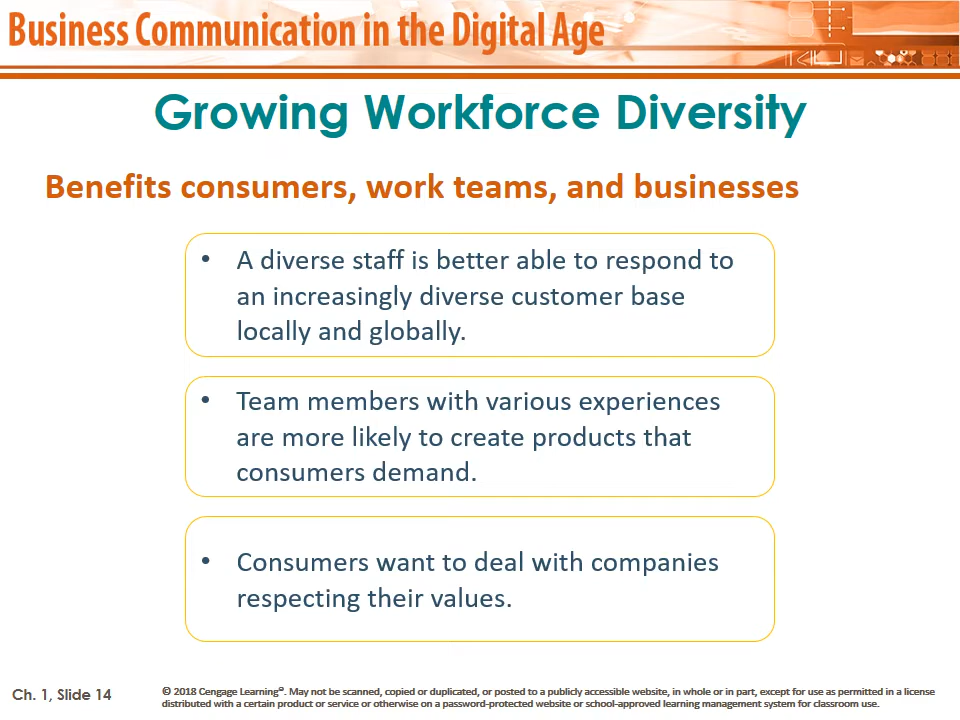 Business Communication in the Digital Age
Growing Workforce Diversity
Benefits consumers, work teams, and businesses
• A diverse staff is better able to respond to
an increasingly diverse customer base
locally and globally.
• Team members with various experiences
are more likely to create products that
consumers demand.
• Consumers want to deal with companies
respecting their values.
Ch. 1, Slide 14
© 2018 Cengage Learning®. May not be scanned, copied or duplicated, or posted to a publicly accessible website, in whole or in part, except for use as permitted in a license
distributed with a certain product or service or otherwise on a password-protected website or school-approved learning management system for classroom use.